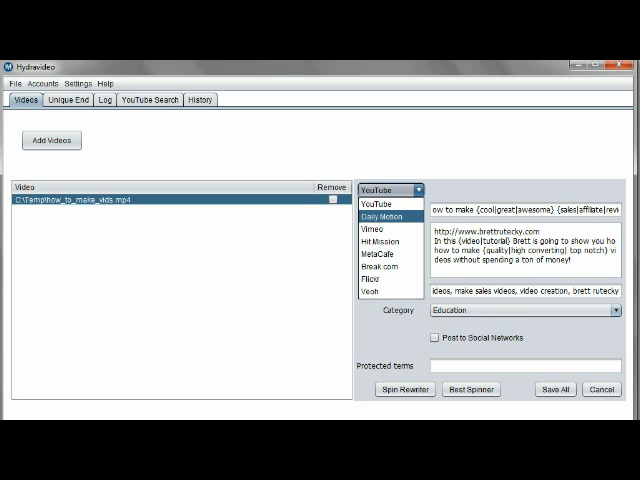 Hydravideo
File Accounts Settings Help
Videos Unique End Log YouTube Search History
Add Videos
Video Remove
C:\Temp\how_to_make_vids.mp4
YouTube
YouTube
Daily Motion
Vimeo
Hit Mission
MetaCafe
Break.com
Flickr
Veoh
ow to make {cool|great|awesome} {sales|affiliate|revi
http://www.brettrutecky.com
In this {video|tutorial} Brett is going to show you ho
how to make {quality|high converting| top notch} vi
deos without spending a ton of money!
ideos, make sales videos, video creation, brett rutecky
Category Education
Post to Social Networks
Protected terms
Spin Rewriter Best Spinner Save All Cancel